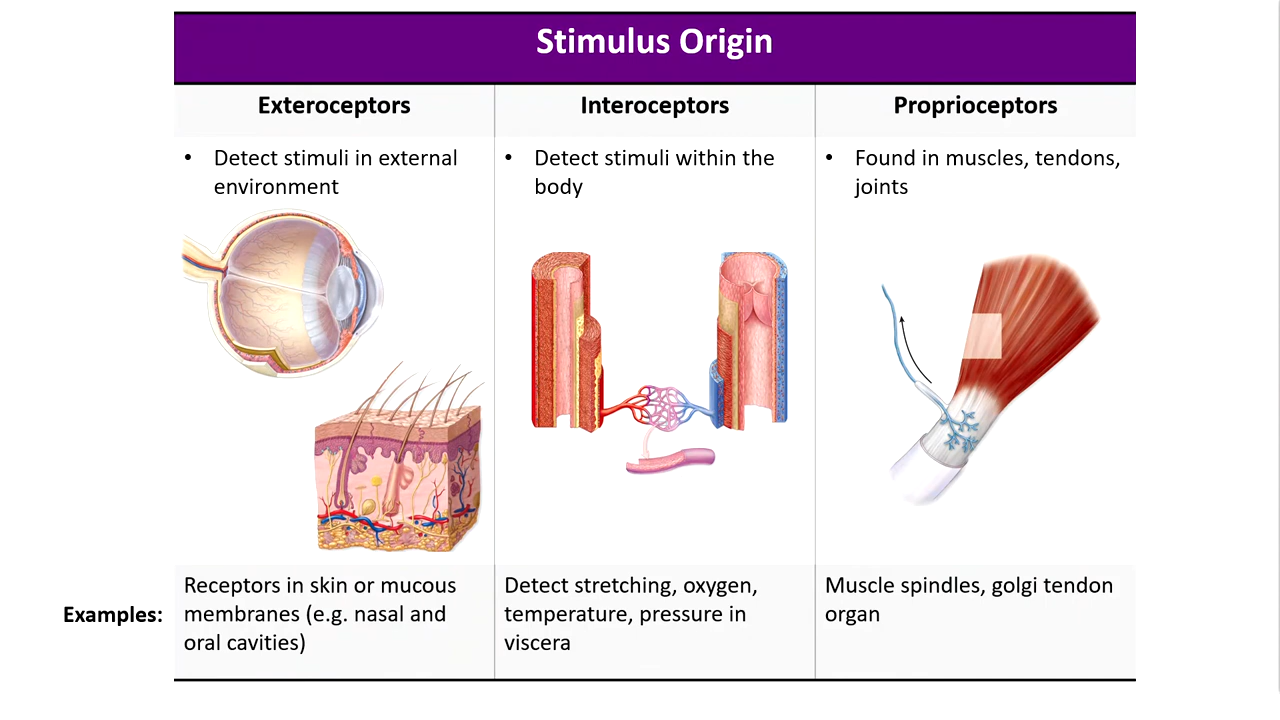 Stimulus Origin
Exteroceptors
Interoceptors
Proprioceptors
• Detect stimuli in external
environment
• Detect stimuli within the
body
• Found in muscles, tendons,
joints
Examples:
Receptors in skin or mucous
membranes (e.g. nasal and
oral cavities)
Detect stretching, oxygen,
temperature, pressure in
viscera
Muscle spindles, golgi tendon
organ